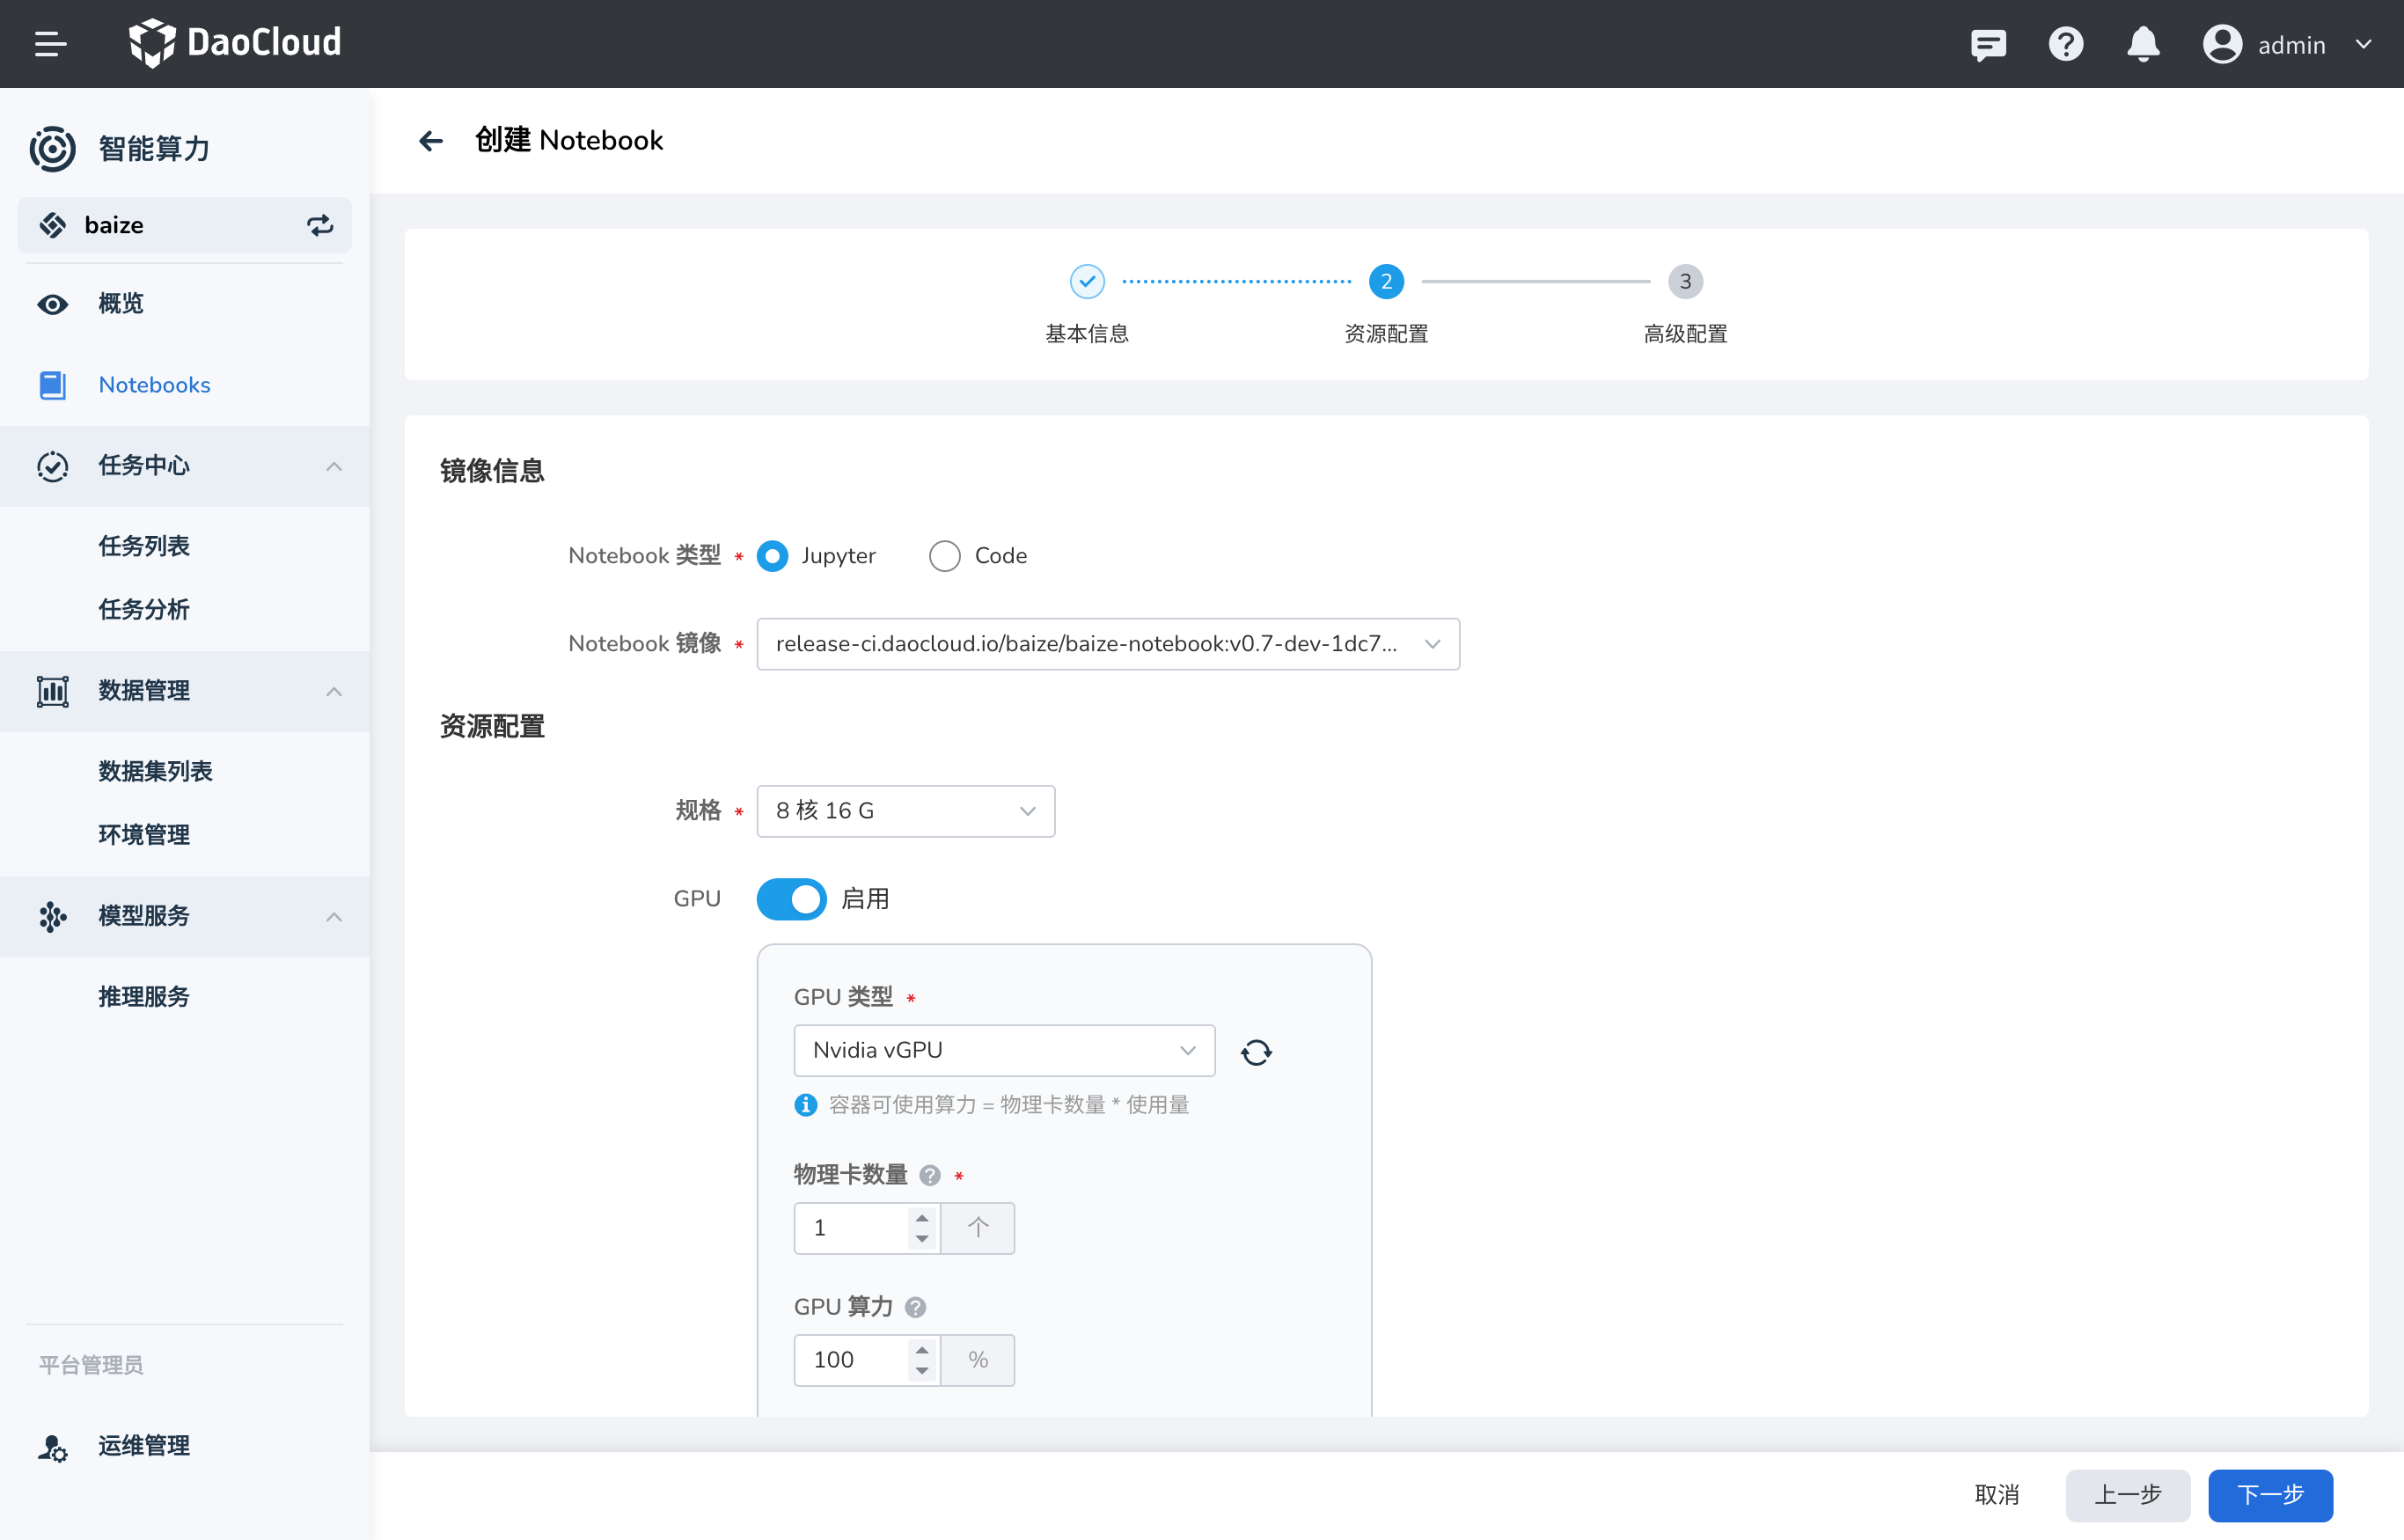 DaoCloud
admin
智能算力
baize
概览
Notebooks
任务中心
任务列表
任务分析
数据管理
数据集列表
环境管理
模型服务
推理服务
平台管理员
运维管理
创建 Notebook
2
3
基本信息
资源配置
高级配置
镜像信息
Notebook 类型 *
Jupyter
Code
Notebook 镜像 *
release-ci.daocloud.io/baize/baize-notebook:v0.7-dev-1dc7...
资源配置
规格 *
8 核 16 G
GPU
启用
GPU 类型 *
Nvidia vGPU
容器可使用算力 = 物理卡数量 * 使用量
物理卡数量 *
1
个
GPU 算力
100
%
取消
上一步
下一步